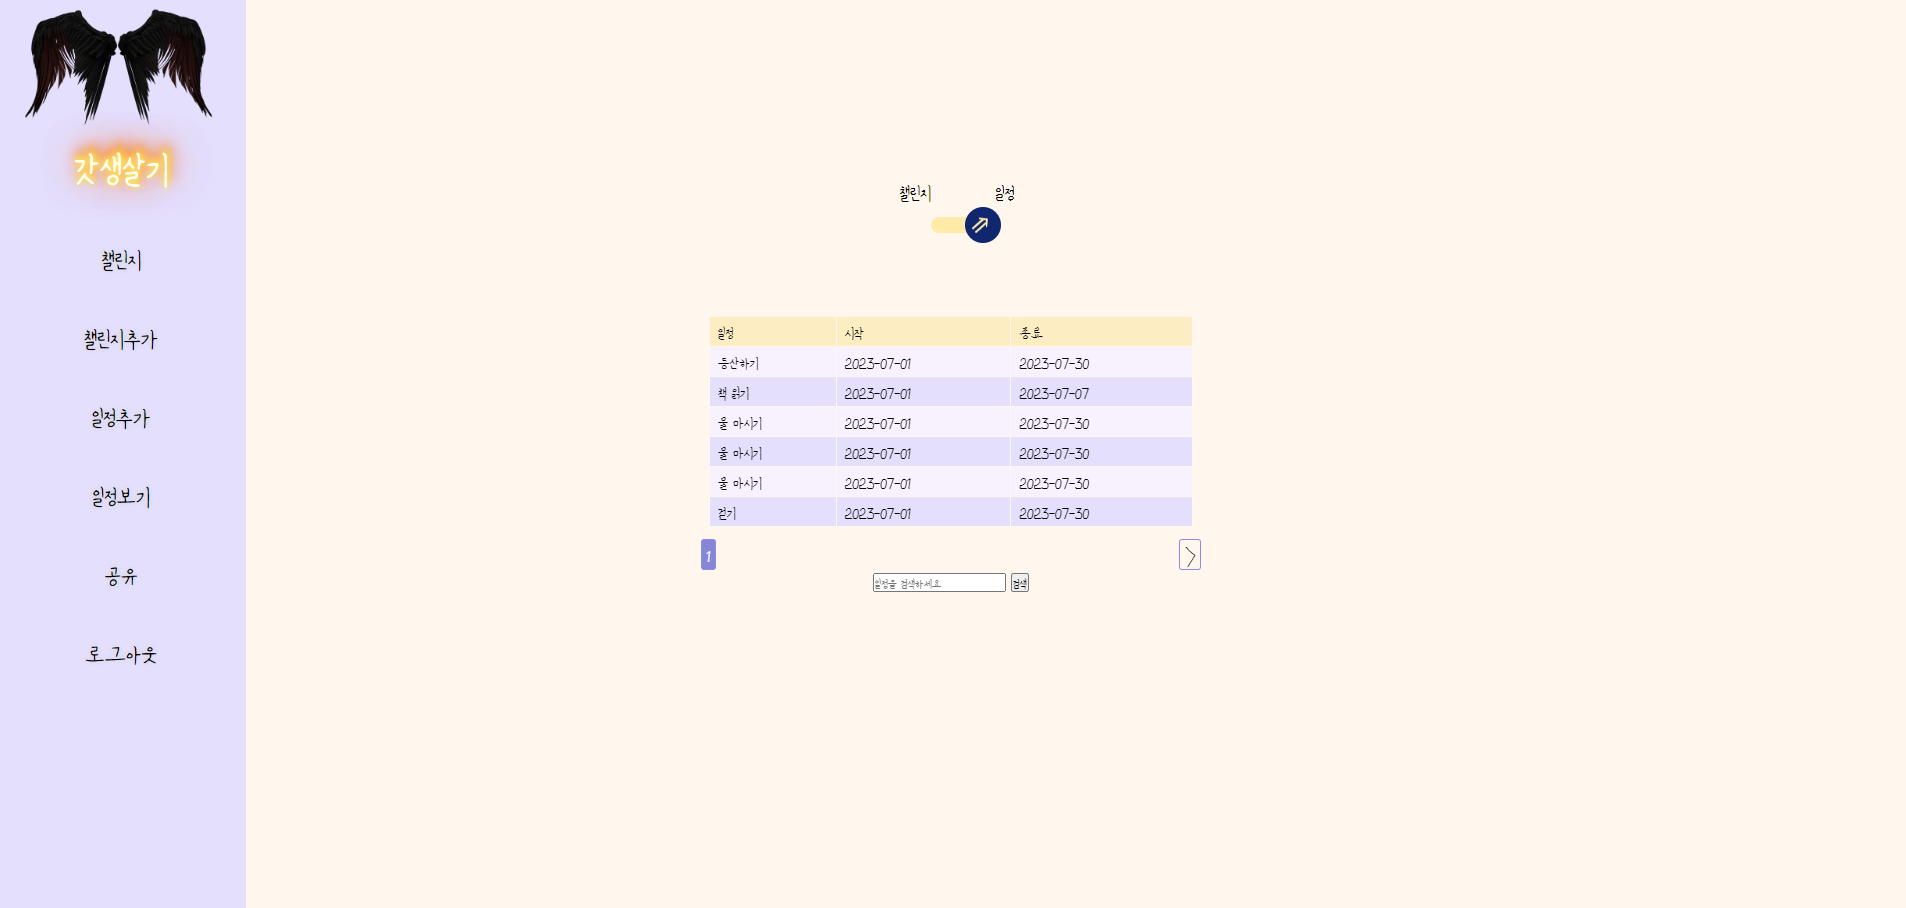 갓생살기
챌린지
챌린지추가
일정추가
일정보기
공유
로그아웃
챌린지 일정
일정 시작 종료
등산하기 2023-07-01 2023-07-30
책 읽기 2023-07-01 2023-07-07
물 마시기 2023-07-01 2023-07-30
물 마시기 2023-07-01 2023-07-30
물 마시기 2023-07-01 2023-07-30
걷기 2023-07-01 2023-07-30
1 >
일정을 검색하세요 검색